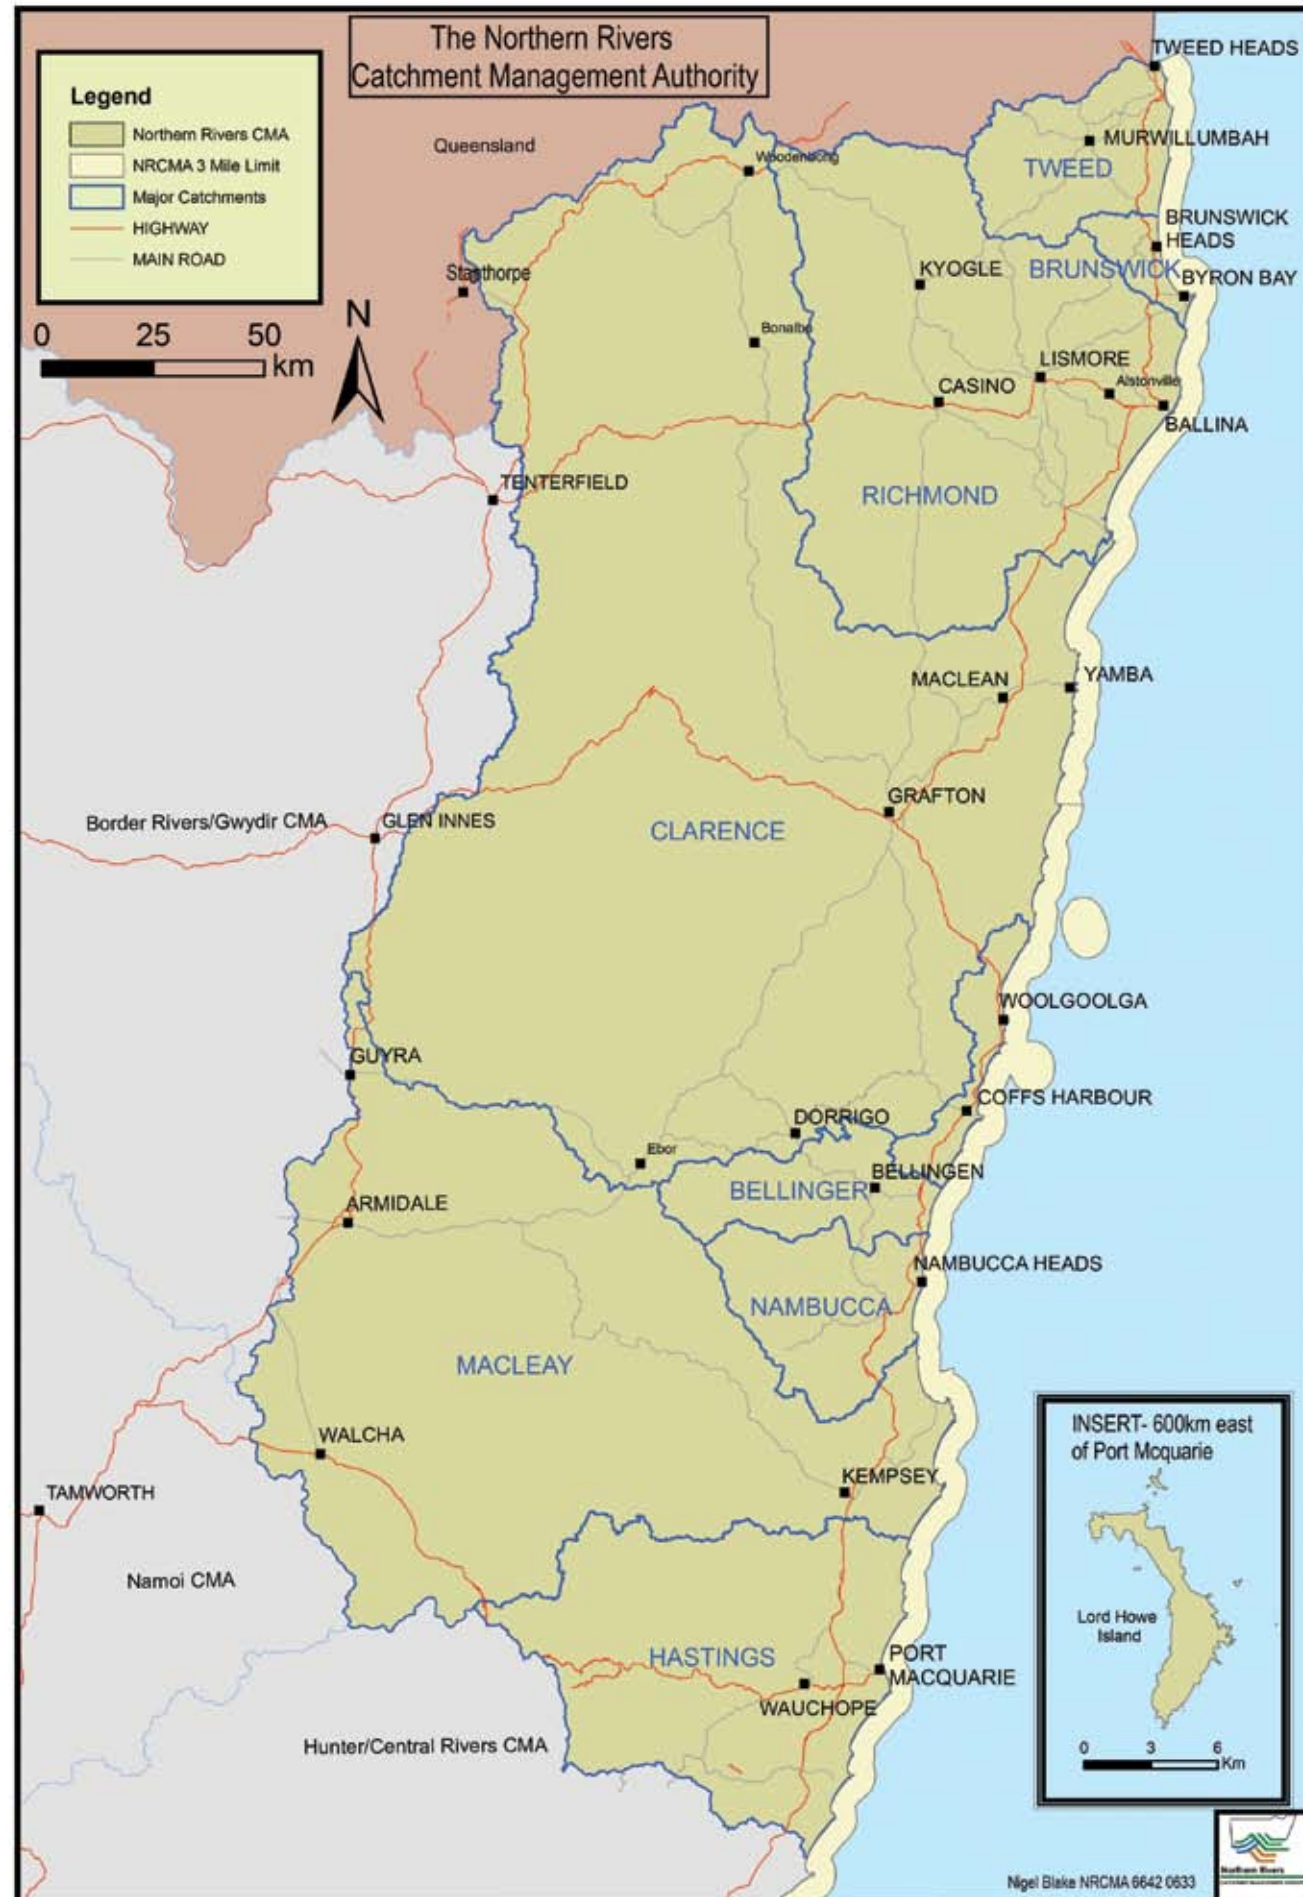 The Northern Rivers
Catchment Management Authority
Legend
Northern Rivers CMA
NRCMA 3 Mile Limit
Major Catchments
HIGHWAY
MAIN ROAD
0 25 50
km
N
Queensland
Woodenbong
TWEED HEADS
MURWILLUMBAH
TWEED
BRUNSWICK
HEADS
BRUNSWICK
BYRON BAY
Stanthorpe
KYOGLE
Bonalbo
LISMORE
Alstonville
CASINO
BALLINA
TENTERFIELD
RICHMOND
MACLEAN
YAMBA
GRAFTON
Border Rivers/Gwydir CMA
GLEN INNES
CLARENCE
WOOLGOOLGA
GUYRA
COFFS HARBOUR
DORRIGO
Ebor
BELLINGEN
BELLINGER
ARMIDALE
NAMBUCCA HEADS
NAMBUCCA
MACLEAY
WALCHA
KEMPSEY
TAMWORTH
Namoi CMA
HASTINGS
PORT
MACQUARIE
WAUCHOPE
Hunter/Central Rivers CMA
INSERT- 600km east
of Port Mcquarie
Lord Howe
Island
0 3 6
Km
Nigel Blake NRCMA 6642 0633
Northern Rivers